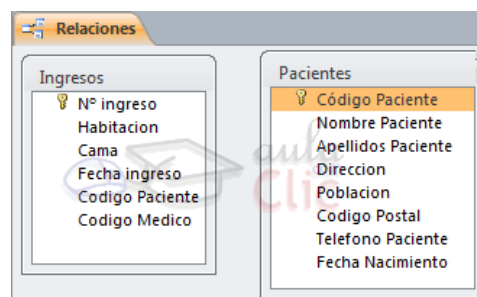 Relaciones
Ingresos
Nº ingreso
Habitacion
Cama
Fecha ingreso
Codigo Paciente
Codigo Medico
Pacientes
Código Paciente
Nombre Paciente
Apellidos Paciente
Direccion
Poblacion
Codigo Postal
Telefono Paciente
Fecha Nacimiento
aula
Clic